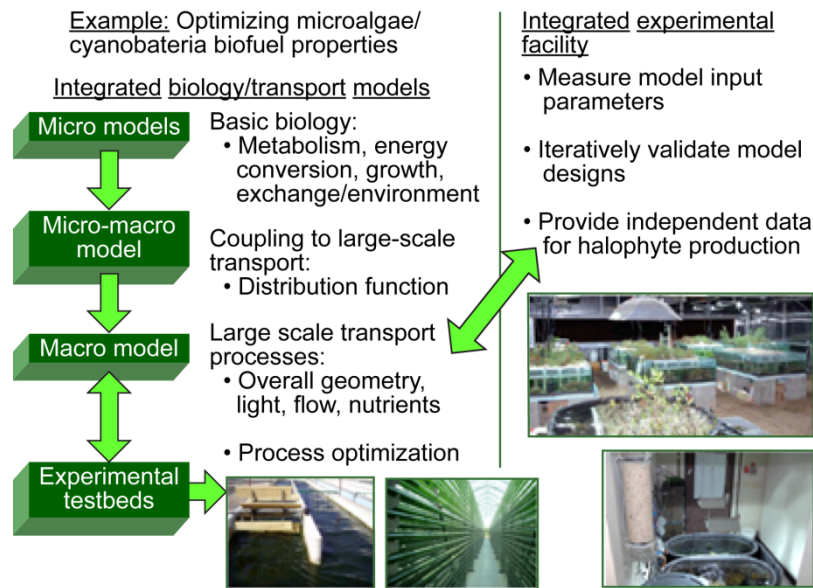 Example: Optimizing microalgae/
cyanobateria biofuel properties
Integrated biology/transport models
Micro models
Basic biology:
• Metabolism, energy
conversion, growth,
exchange/environment
Micro-macro
model
Coupling to large-scale
transport:
• Distribution function
Macro model
Large scale transport
processes:
• Overall geometry,
light, flow, nutrients
• Process optimization
Experimental
testbeds
Integrated experimental
facility
• Measure model input
parameters
• Iteratively validate model
designs
• Provide independent data
for halophyte production